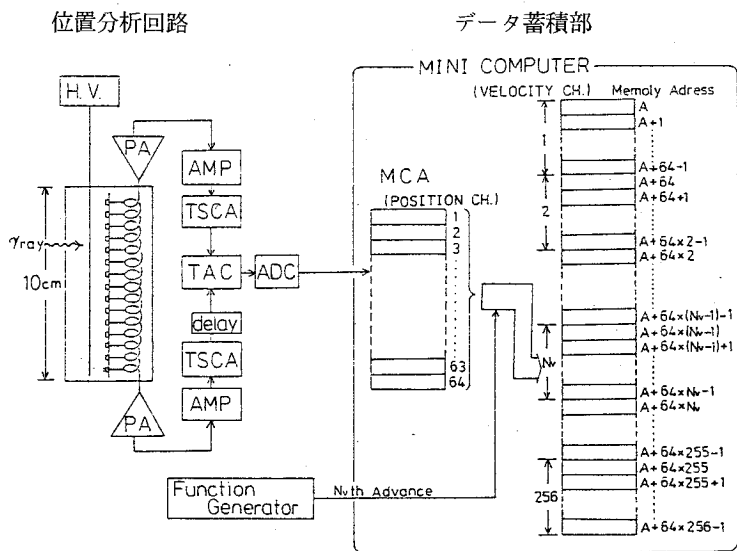 位置分析回路
データ蓄積部
H.V.
PA
AMP
TSCA
TAC
ADC
delay
TSCA
AMP
PA
γray
10cm
Function
Generator
Nvth Advance
MINI COMPUTER
(VELOCITY CH.)
Memoly Adress
MCA
(POSITION CH.)
1
2
3
63
64
1
2
Nv
256
A
A+1
A+64-1
A+64
A+64+1
A+64×2-1
A+64×2
A+64×(Nv-1)-1
A+64×(Nv-1)
A+64×(Nv-1)+1
A+64×Nv-1
A+64×Nv
A+64×255-1
A+64×255
A+64×255+1
A+64×256-1